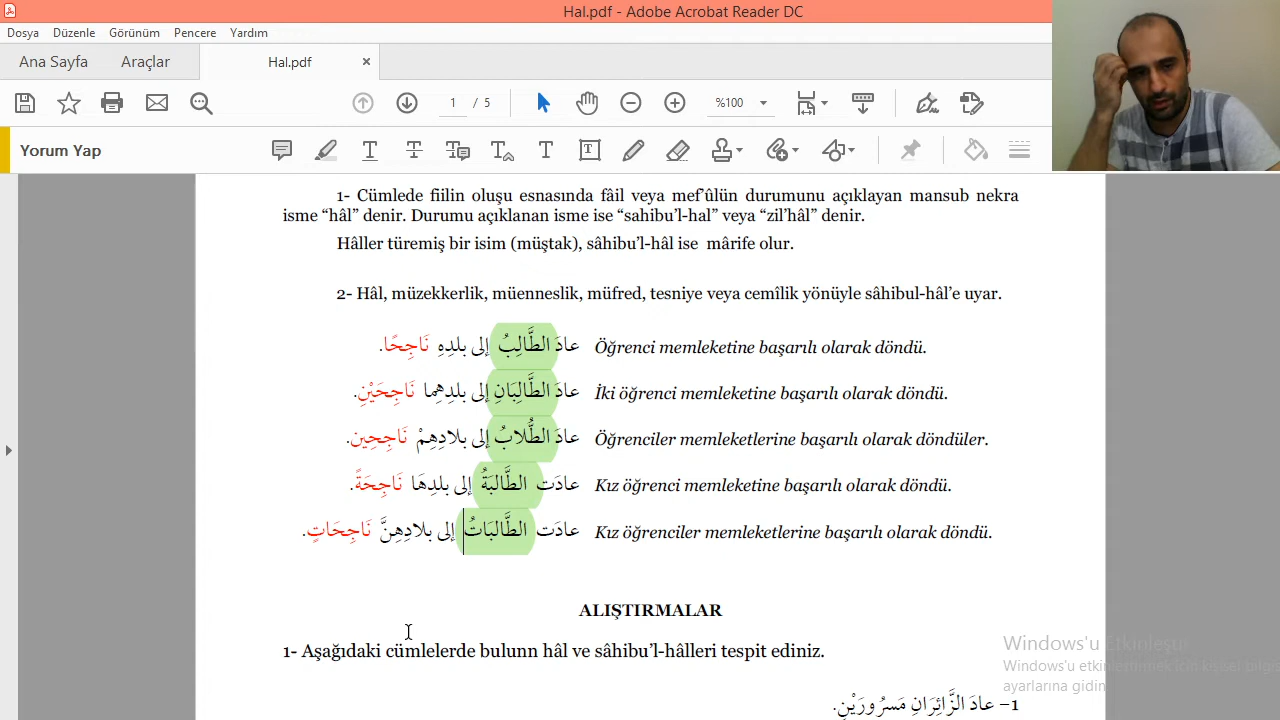 Hal.pdf - Adobe Acrobat Reader DC
Dosya Düzenle Görünüm Pencere Yardım
Ana Sayfa Araçlar Hal.pdf ×
1 / 5 %100
Yorum Yap
1- Cümlede fiilin oluşu esnasında fâil veya mef'ûlün durumunu açıklayan mansub nekra
isme “hâl” denir. Durumu açıklanan isme ise “sahibu’l-hal” veya “zil’hâl” denir.
Hâller türemiş bir isim (müştak), sâhibu’l-hâl ise mârife olur.
2- Hâl, müzekkerlik, müenneslik, müfred, tesniye veya cemîlik yönüyle sâhibul-hâl’e uyar.
عادَ الطَّالِبُ إلى بلدِهِ نَاجِحًا. Öğrenci memleketine başarılı olarak döndü.
عادَ الطَّالِبَانِ إلى بلدِهِما نَاجِحَيْنِ. İki öğrenci memleketine başarılı olarak döndü.
عادَ الطُّلابُ إلى بلادِهِمْ نَاجِحِين. Öğrenciler memleketlerine başarılı olarak döndüler.
عادَت الطَّالبَةُ إلى بلدِهَا نَاجِحَةً. Kız öğrenci memleketine başarılı olarak döndü.
عادَت الطَّالبَاتُ إلى بلادِهِنَّ نَاجِحَاتٍ. Kız öğrenciler memleketlerine başarılı olarak döndü.
ALIŞTIRMALAR
1- Aşağıdaki cümlelerde bulunn hâl ve sâhibu’l-hâlleri tespit ediniz.
Windows'u Etkinleştir
Windows'u etkinleştirmek için kişisel bilgis
ayarlarına gidin
1– عادَ الزَّائِرَانِ مَسرُورَيْنِ.